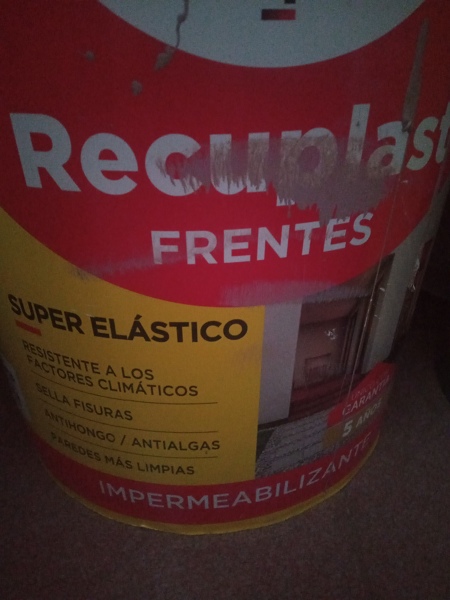 Recuplast
FRENTES
SUPER ELÁSTICO
RESISTENTE A LOS
FACTORES CLIMÁTICOS
SELLA FISURAS
ANTIHONGO / ANTIALGAS
PAREDES MÁS LIMPIAS
GARANTÍA
5 AÑOS
IMPERMEABILIZANTE